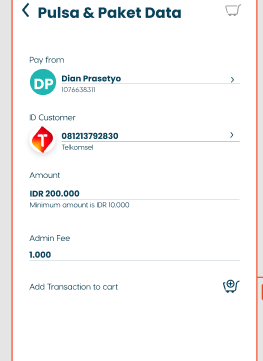 Pulsa & Paket Data
Pay from
DP
Dian Prasetyo
1076638311
ID Customer
081213792830
Telkomsel
Amount
IDR 200.000
Minimum amount is IDR 10.000
Admin Fee
1.000
Add Transaction to cart